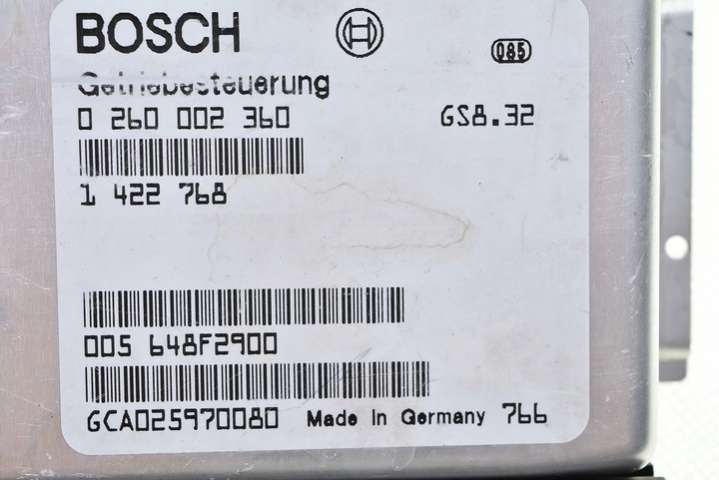 BOSCH
085
Getriebesteuerung
0 260 002 360 GS8.32
1 422 768
005 648F2900
GCA025970080 Made in Germany 766